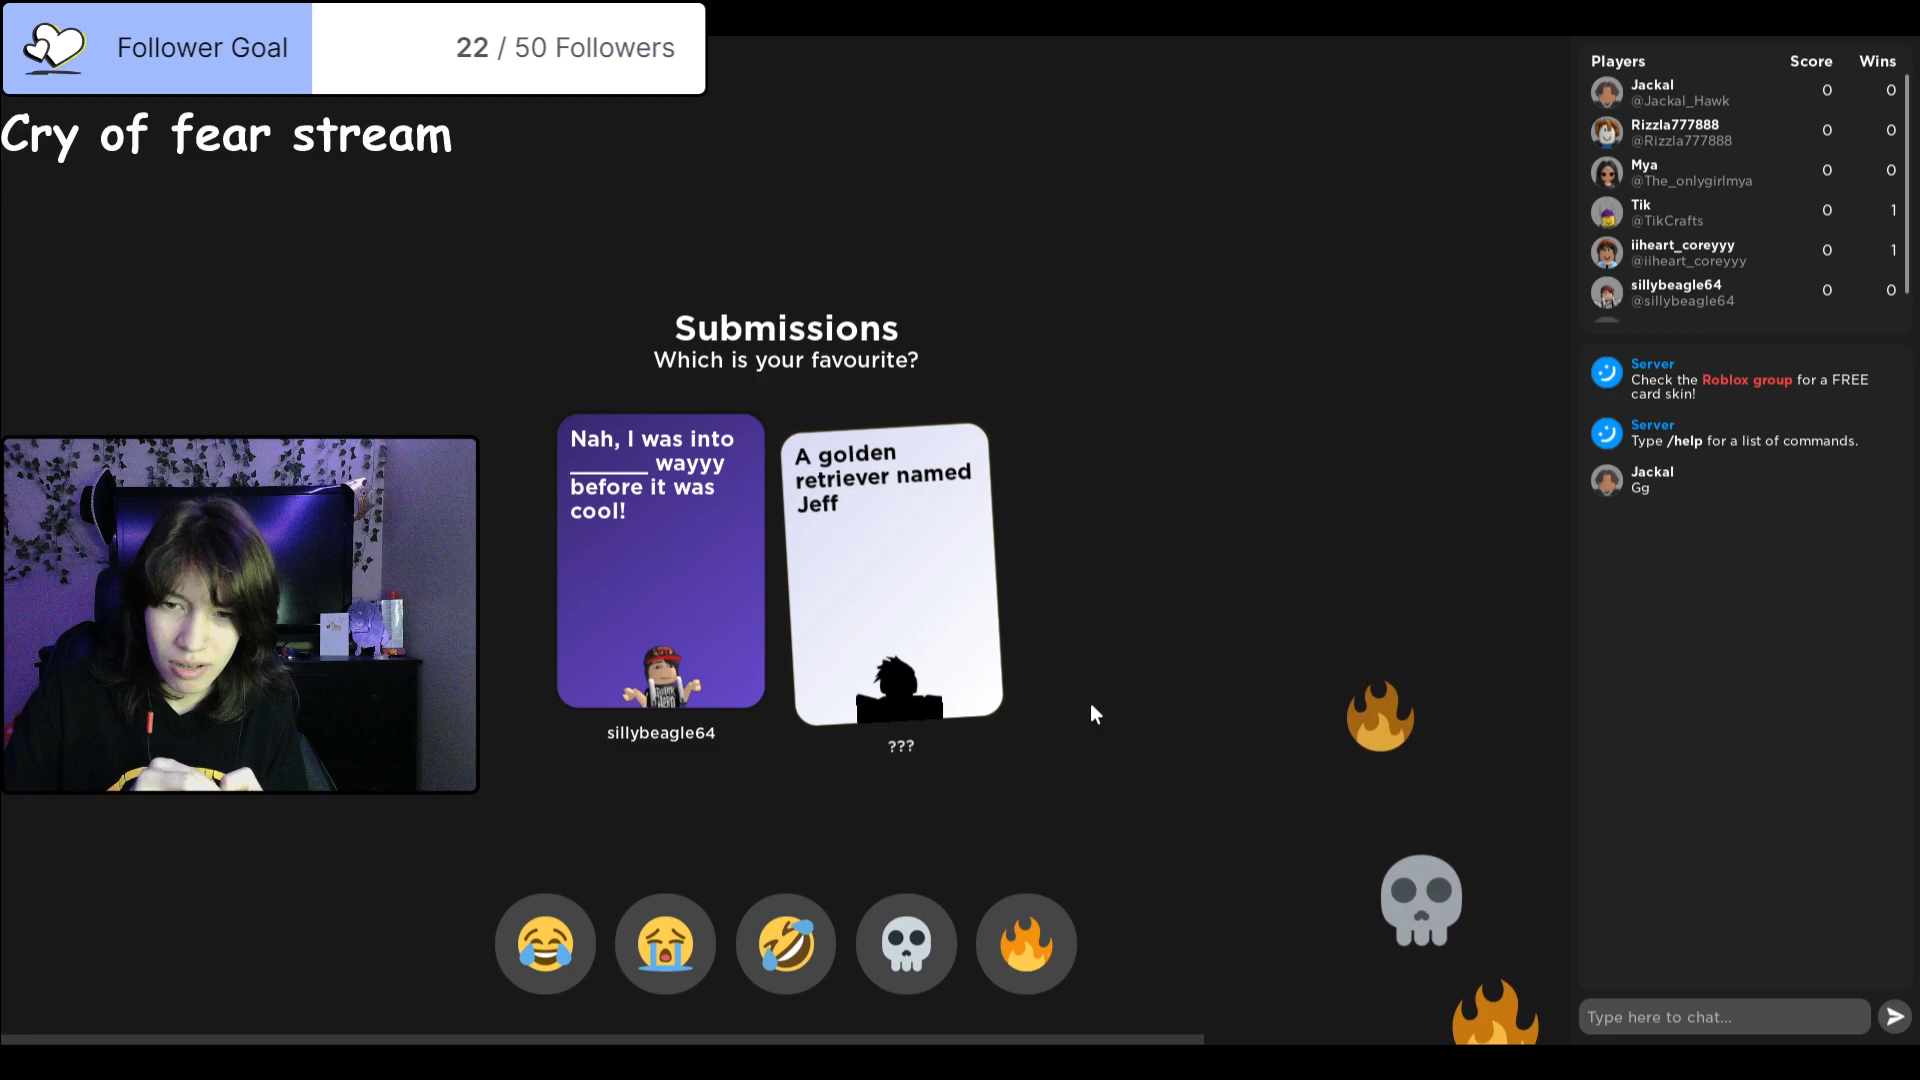 Follower Goal
22 / 50 Followers
Cry of fear stream
Submissions
Which is your favourite?
Nah, I was into
_______ wayyy
before it was
cool!
sillybeagle64
A golden
retriever named
Jeff
???
Players Score Wins
Jackal
@Jackal_Hawk
0 0
Rizzla777888
@Rizzla777888
0 0
Mya
@The_onlygirlmya
0 0
Tik
@TikCrafts
0 1
iiheart_coreyyy
@iiheart_coreyyy
0 1
sillybeagle64
@sillybeagle64
0 0
Server
Check the Roblox group for a FREE
card skin!
Server
Type /help for a list of commands.
Jackal
Gg
Type here to chat...